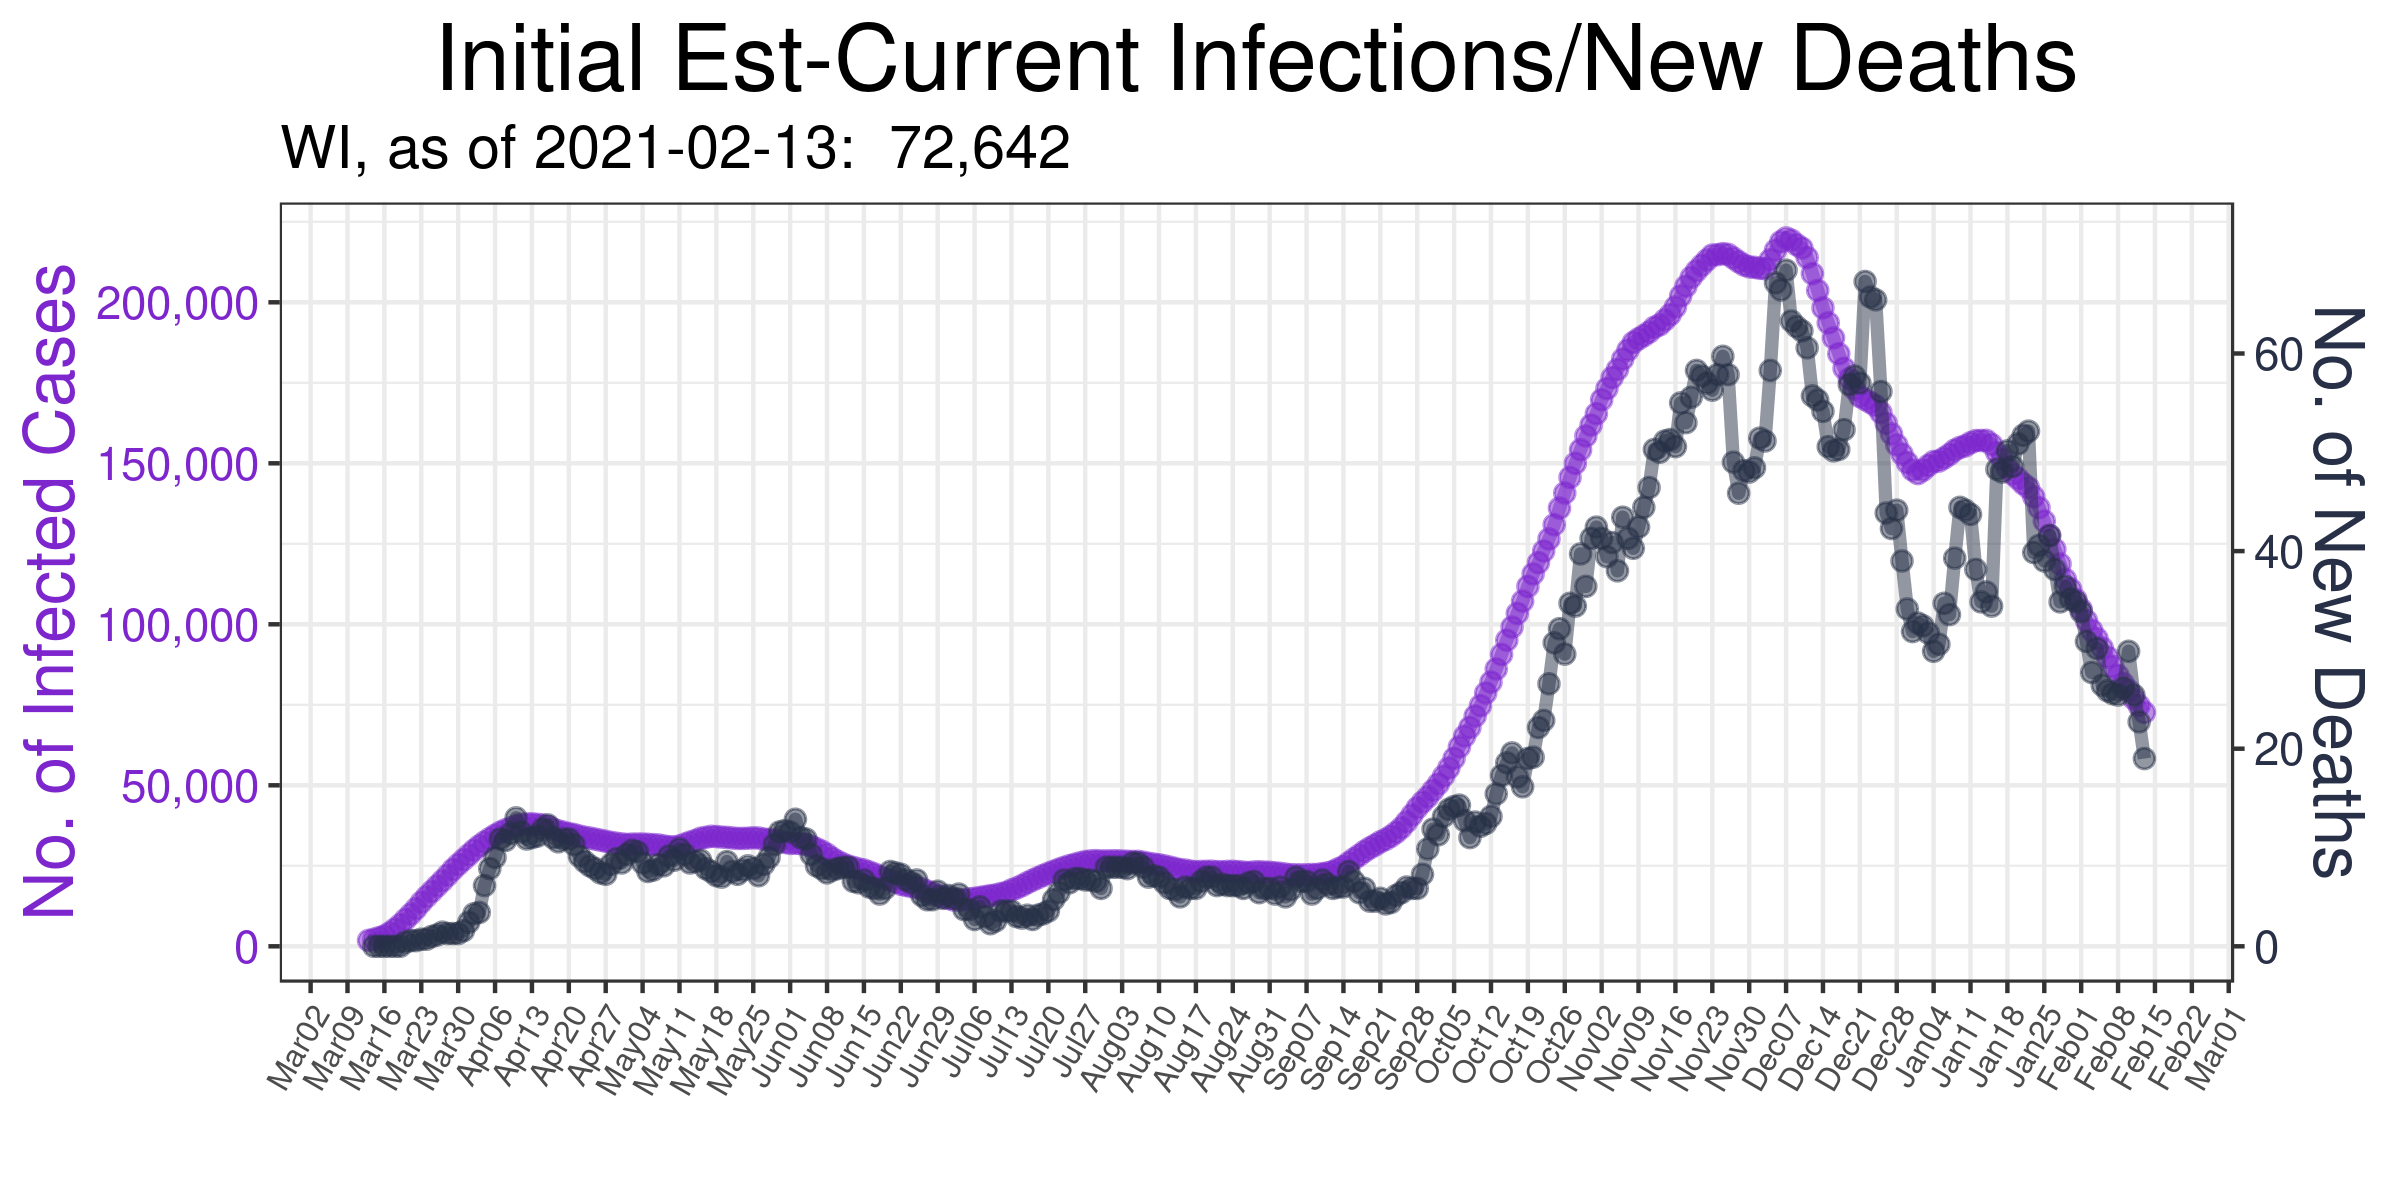 Initial Est-Current Infections/New Deaths
WI, as of 2021-02-13:  72,642
No. of Infected Cases
200,000
150,000
100,000
50,000
0
No. of New Deaths
60
40
20
0
Mar02
Mar09
Mar16
Mar23
Mar30
Apr06
Apr13
Apr20
Apr27
May04
May11
May18
May25
Jun01
Jun08
Jun15
Jun22
Jun29
Jul06
Jul13
Jul20
Jul27
Aug03
Aug10
Aug17
Aug24
Aug31
Sep07
Sep14
Sep21
Sep28
Oct05
Oct12
Oct19
Oct26
Nov02
Nov09
Nov16
Nov23
Nov30
Dec07
Dec14
Dec21
Dec28
Jan04
Jan11
Jan18
Jan25
Feb01
Feb08
Feb15
Feb22
Mar01